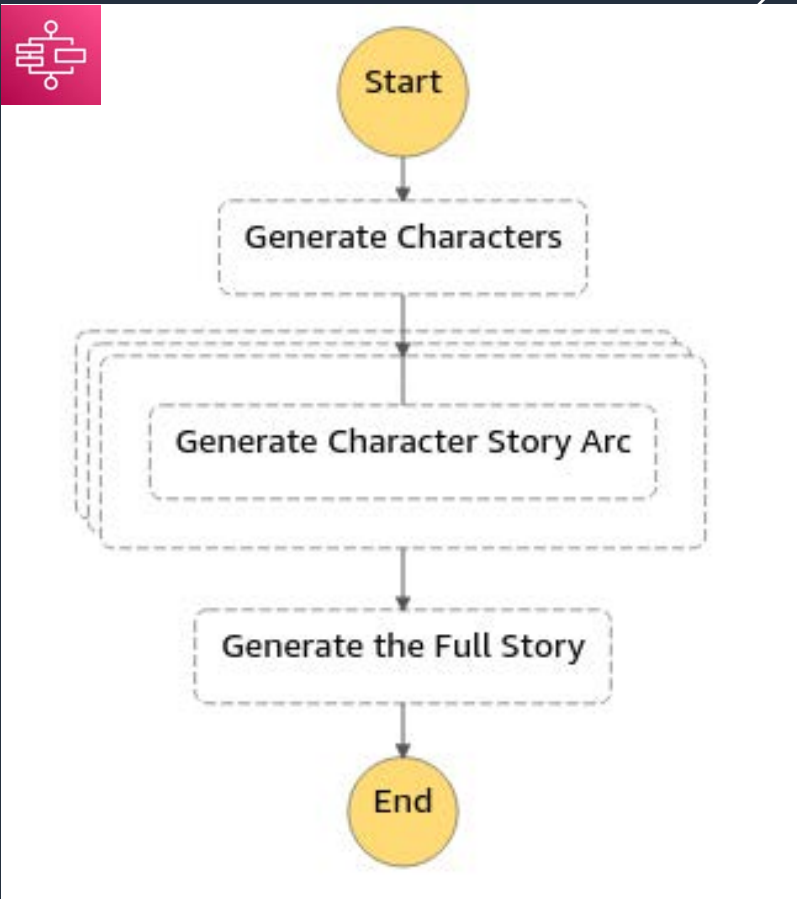 Start
Generate Characters
Generate Character Story Arc
Generate the Full Story
End